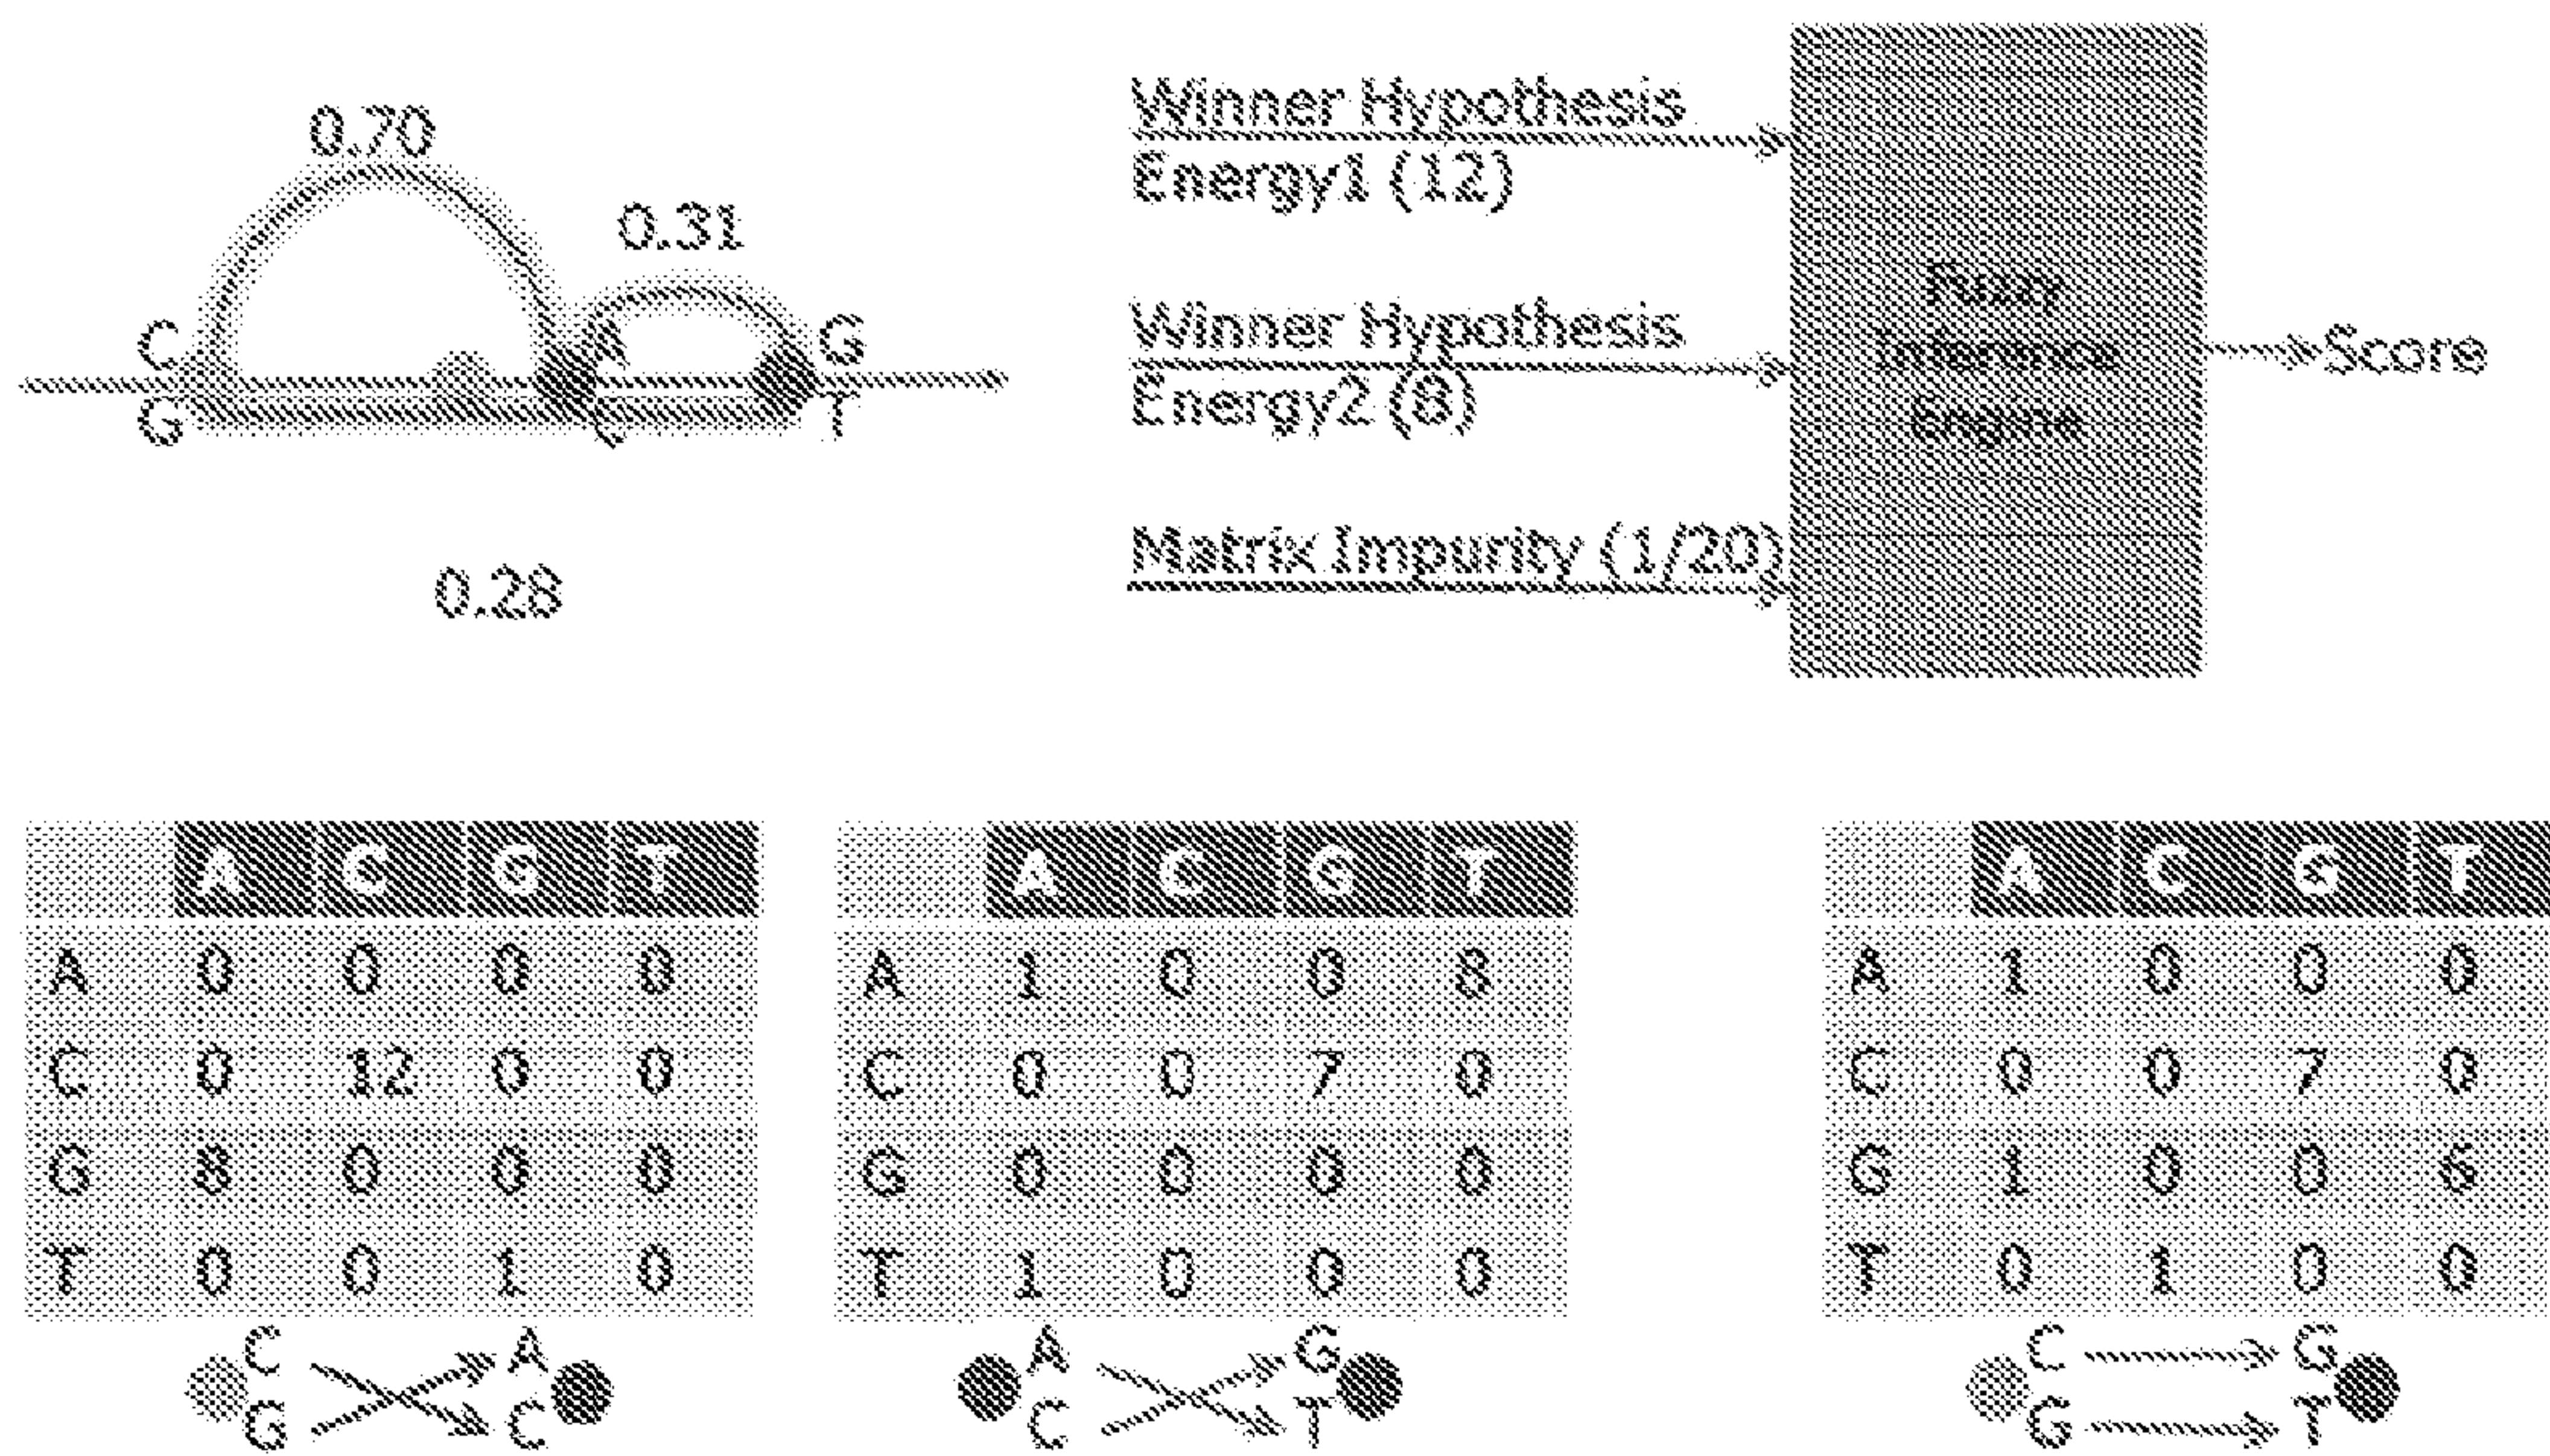 0.70
0.31
C
A
G
G
C
T
0.28
Winner Hypothesis
Energy1 (12)
Winner Hypothesis
Energy2 (8)
Matrix Impurity (1/20)
Fuzzy
Inference
Engine
Score
A C G T
A 0 0 0 0
C 0 12 0 0
G 8 0 0 0
T 0 0 1 0
C A
G C
A C G T
A 1 0 0 8
C 0 0 7 0
G 0 0 0 0
T 1 0 0 0
A G
C T
A C G T
A 1 0 0 0
C 0 0 7 0
G 1 0 0 6
T 0 1 0 0
C G
G T